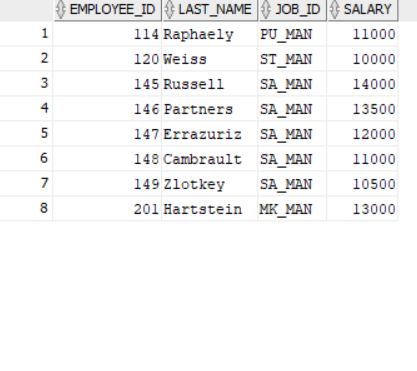 EMPLOYEE_ID LAST_NAME JOB_ID SALARY
1 114 Raphaely PU_MAN 11000
2 120 Weiss ST_MAN 10000
3 145 Russell SA_MAN 14000
4 146 Partners SA_MAN 13500
5 147 Errazuriz SA_MAN 12000
6 148 Cambrault SA_MAN 11000
7 149 Zlotkey SA_MAN 10500
8 201 Hartstein MK_MAN 13000